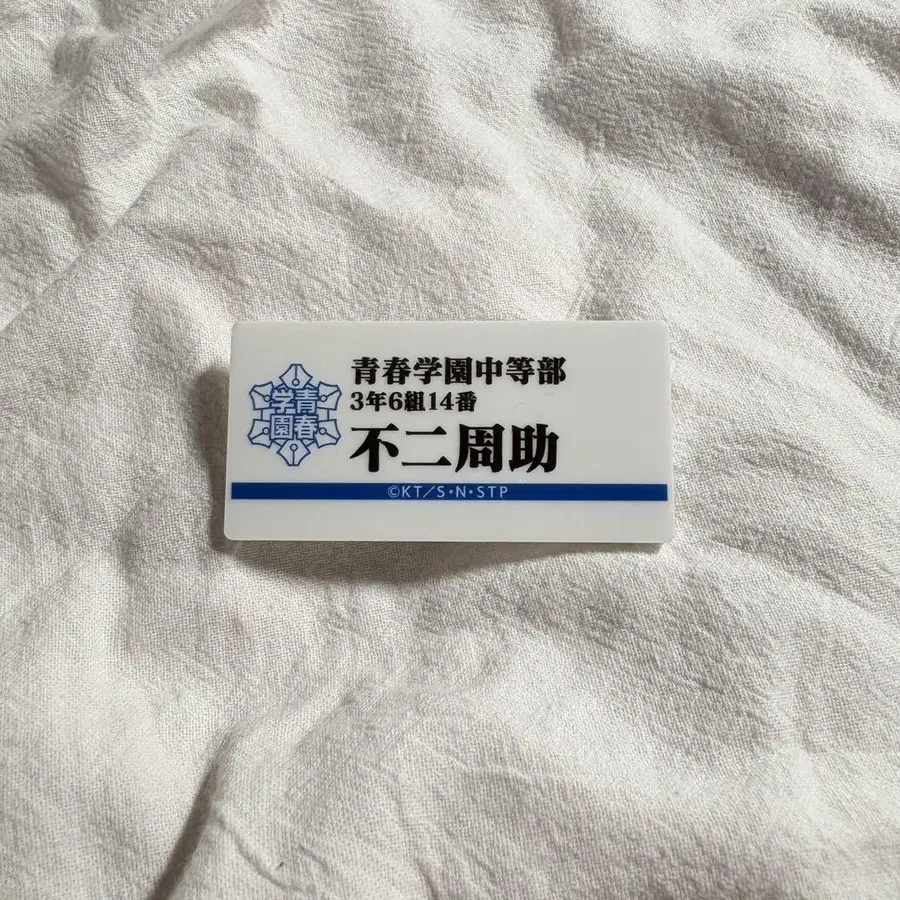 青春学園中等部
3年6組14番
不二周助
青春
学園
©KT/S・N・STP